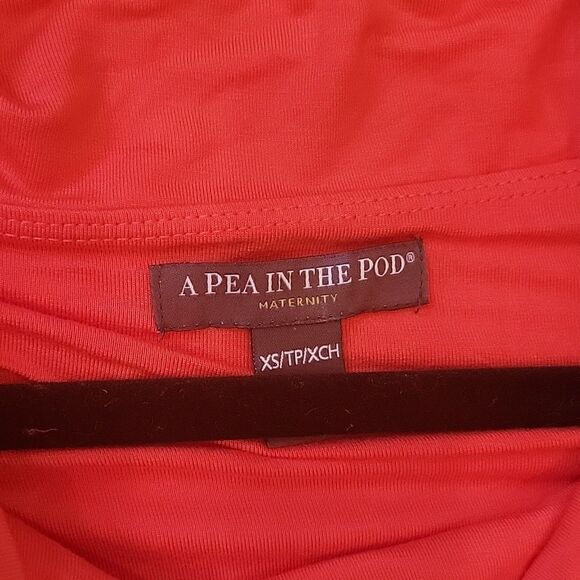 A PEA IN THE POD®
MATERNITY
XS/TP/XCH